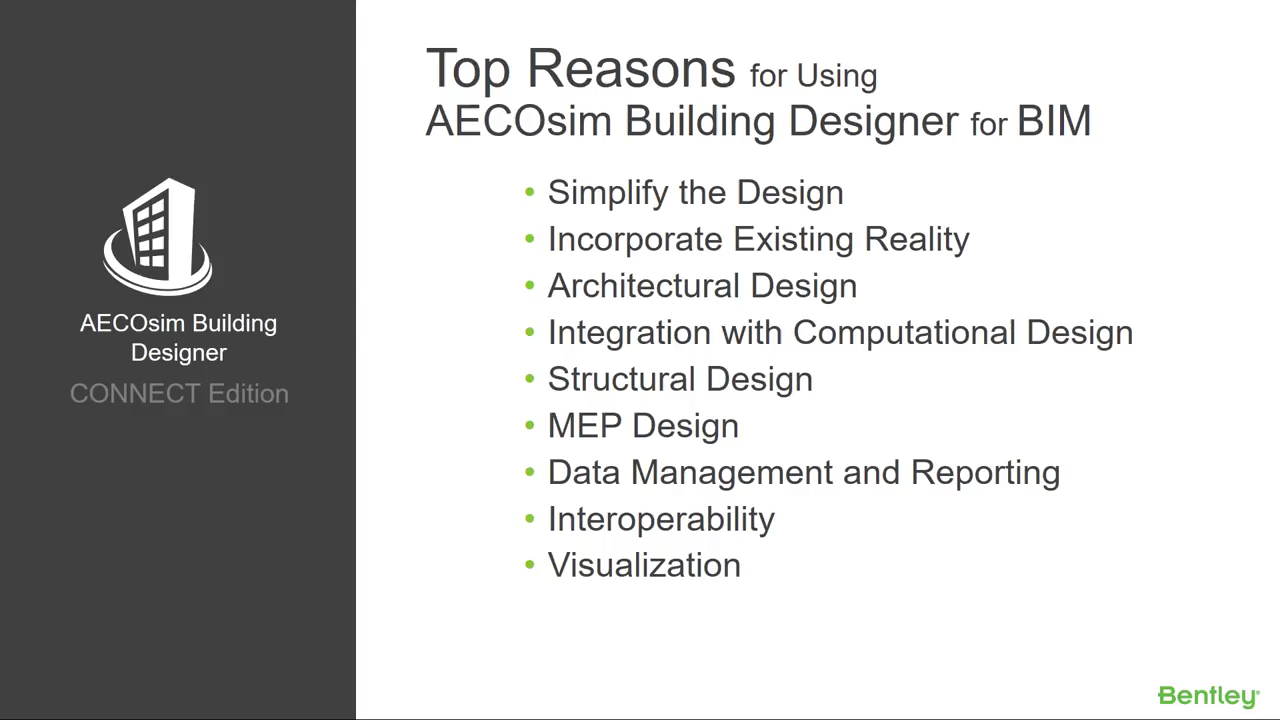 AECOsim Building
Designer
CONNECT Edition
Top Reasons for Using
AECOsim Building Designer for BIM
• Simplify the Design
• Incorporate Existing Reality
• Architectural Design
• Integration with Computational Design
• Structural Design
• MEP Design
• Data Management and Reporting
• Interoperability
• Visualization
Bentley®